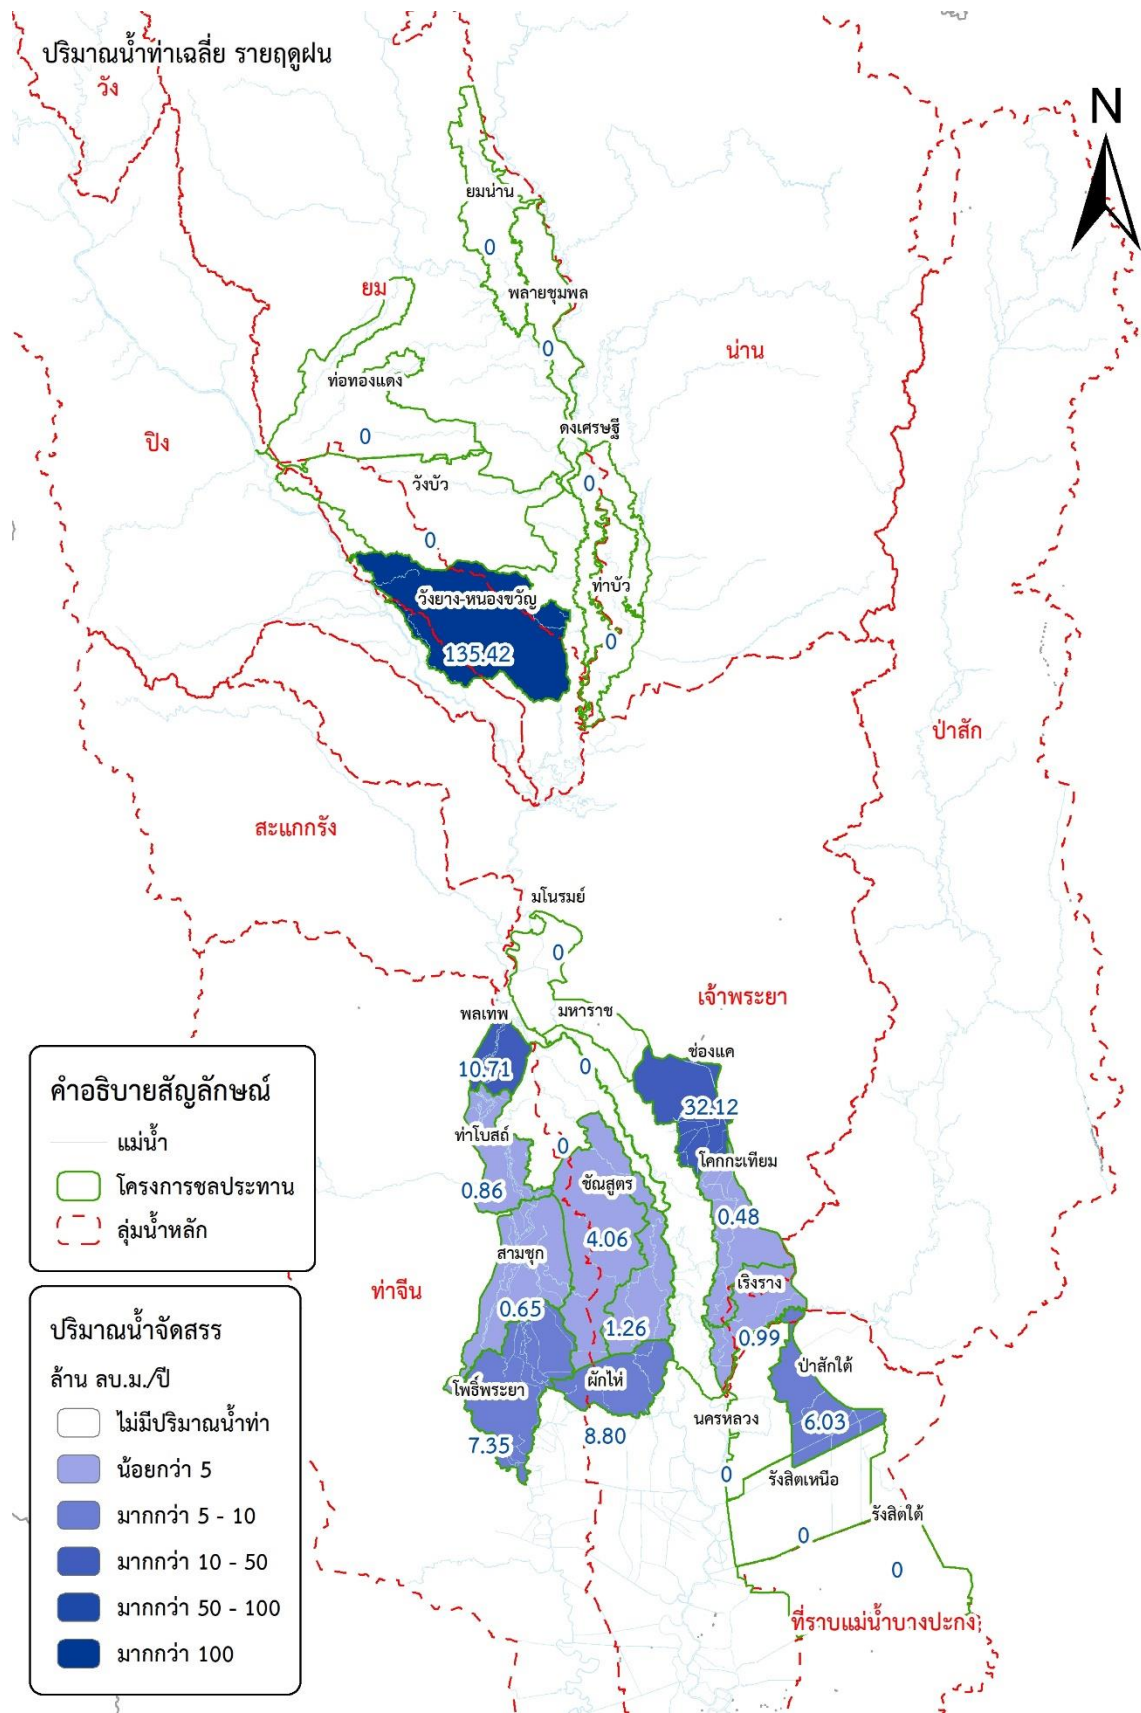 ปริมาณน้ำท่าเฉลี่ย รายฤดูฝน
วัง
N
ยมน่าน
0
ยม
พลายชุมพล
0
น่าน
ท่อทองแดง
0
ปิง
ดงเศรษฐี
0
วังบัว
0
ท่าบัว
0
วังยาง-หนองขวัญ
135.42
ป่าสัก
สะแกกรัง
มโนรมย์
0
เจ้าพระยา
พลเทพ
10.71
มหาราช
0
ช่องแค
32.12
ท่าโบสถ์
0.86
0
ชัณสูตร
4.06
โคกกะเทียม
0.48
สามชุก
0.65
1.26
เริงราง
0.99
ท่าจีน
ป่าสักใต้
6.03
โพธิ์พระยา
7.35
ผักไห่
8.80
นครหลวง
0
รังสิตเหนือ
0
รังสิตใต้
0
ที่ราบแม่น้ำบางปะกง
คำอธิบายสัญลักษณ์
แม่น้ำ
โครงการชลประทาน
ลุ่มน้ำหลัก
ปริมาณน้ำจัดสรร
ล้าน ลบ.ม./ปี
ไม่มีปริมาณน้ำท่า
น้อยกว่า 5
มากกว่า 5 - 10
มากกว่า 10 - 50
มากกว่า 50 - 100
มากกว่า 100